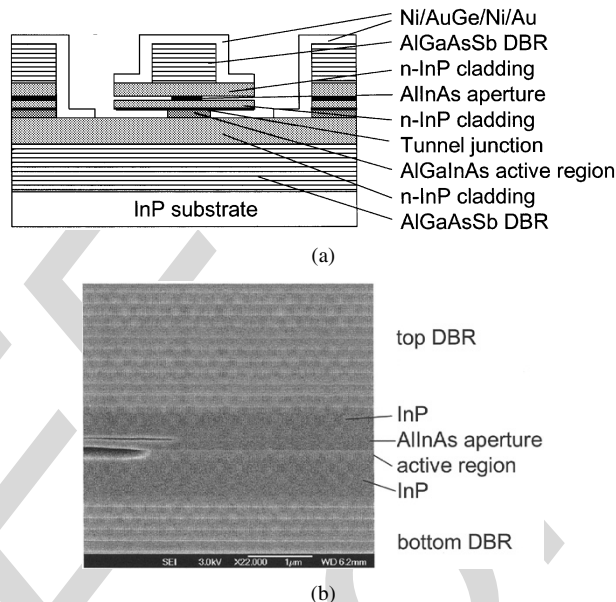 Ni/AuGe/Ni/Au
AlGaAsSb DBR
n-InP cladding
AlInAs aperture
n-InP cladding
Tunnel junction
AlGaInAs active region
n-InP cladding
AlGaAsSb DBR
InP substrate
(a)
top DBR
InP
AlInAs aperture
active region
InP
bottom DBR
SEI 3.0kV X22,000 1μm WD 6.2mm
(b)